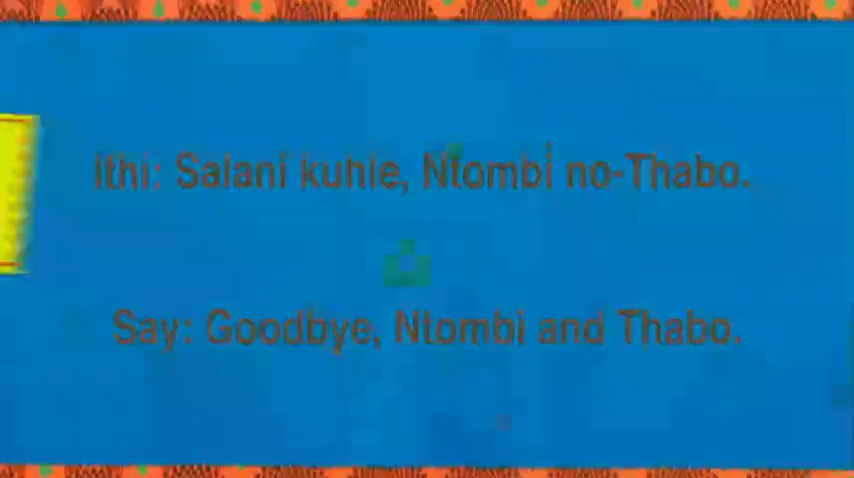 Ithi: Salani kuhle, Ntombi no-Thabo.
Say: Goodbye, Ntombi and Thabo.